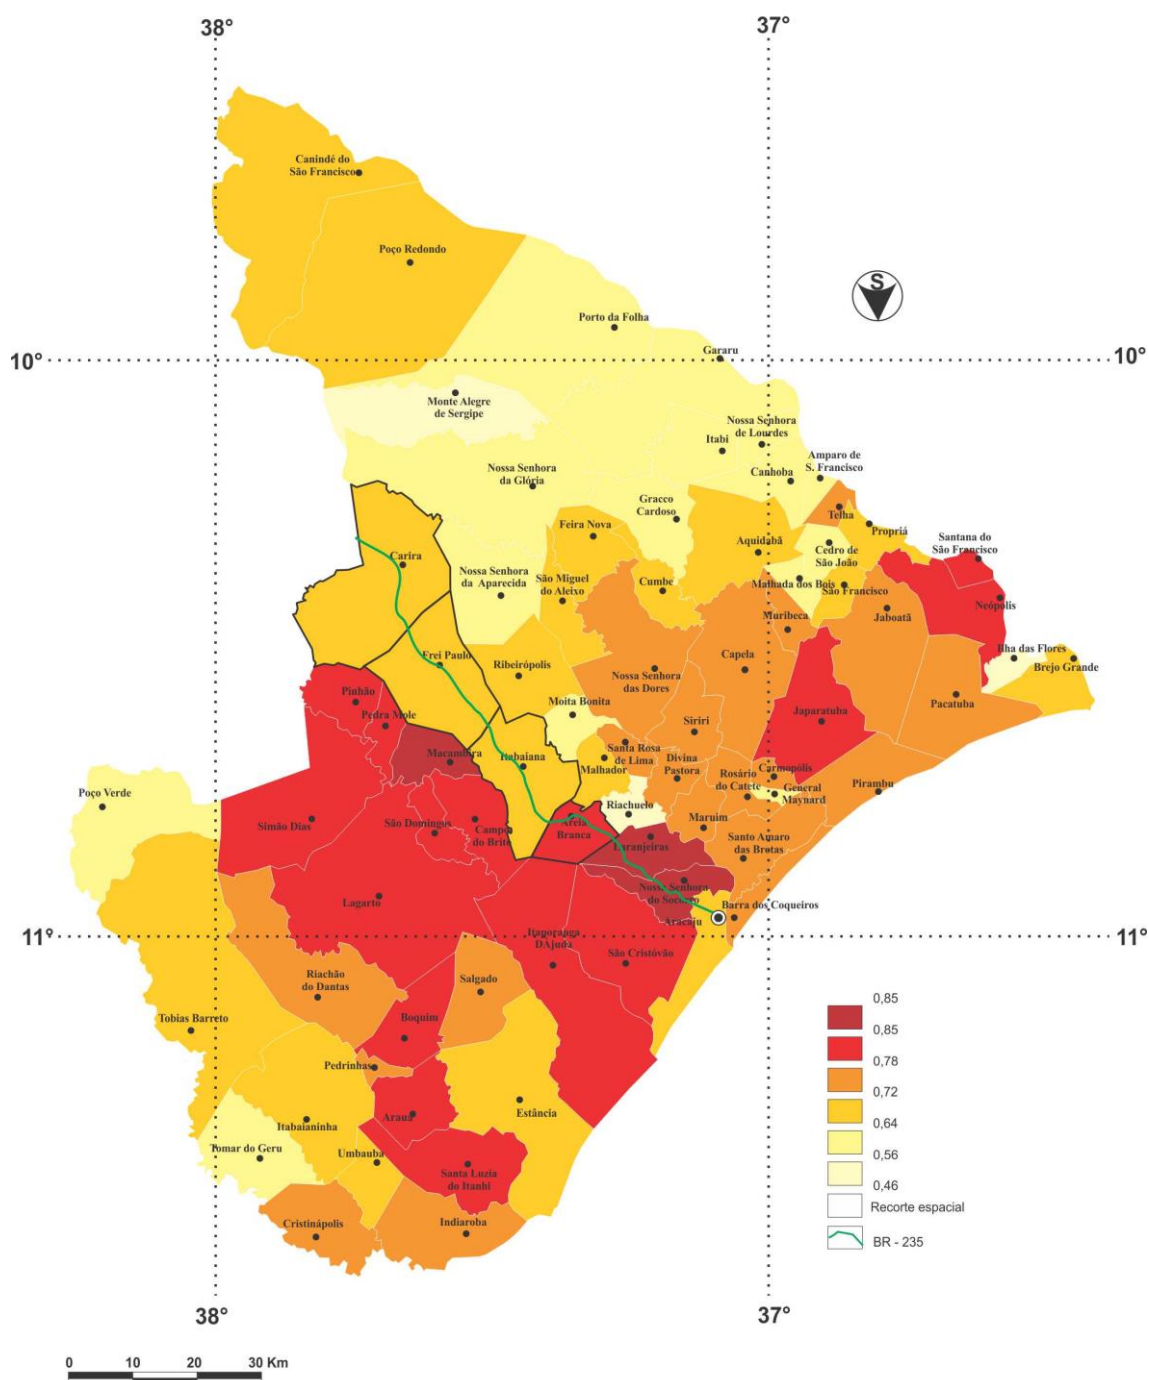 38°
37°
Canindé do
São Francisco
Poço Redondo
S
Porto da Folha
10°
10°
Gararu
Monte Alegre
de Sergipe
Nossa Senhora
de Lourdes
Itabi
Amparo de
S. Francisco
Nossa Senhora
da Glória
Canhoba
Gracco
Cardoso
Telha
Feira Nova
Propriá
Aquidabã
Santana do
São Francisco
Carira
Cedro de
São João
Nossa Senhora
da Aparecida
São Miguel
do Aleixo
Cumbe
Malhada dos Bois
São Francisco
Neópolis
Muribeca
Jaboatã
Frei Paulo
Ribeirópolis
Capela
Ilha das Flores
Brejo Grande
Nossa Senhora
das Dores
Pinhão
Moita Bonita
Pacatuba
Pedra Mole
Siriri
Japaratuba
Macambira
Itabaiana
Santa Rosa
de Lima
Malhador
Divina
Pastora
Carmopólis
Rosário
do Catete
General
Maynard
Pirambu
Poço Verde
Riachuelo
Simão Dias
São Domingos
Campo
do Brito
Areia
Branca
Maruim
Laranjeiras
Santo Amaro
das Brotas
Nossa Senhora
do Socorro
Lagarto
Barra dos Coqueiros
Aracaju
11°
11°
Itaporanga
DAjuda
São Cristóvão
Riachão
do Dantas
Salgado
0,85
Tobias Barreto
Boquim
0,85
0,78
Pedrinhas
0,72
Estância
Arauá
0,64
Itabaianinha
0,56
Tomar do Geru
Umbauba
Santa Luzia
do Itanhi
0,46
Recorte espacial
Cristinápolis
Indiaroba
BR - 235
38°
37°
0 10 20 30 Km